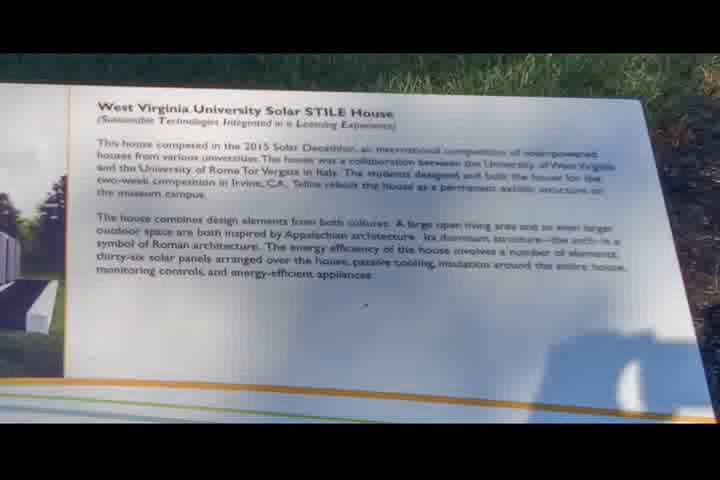 West Virginia University Solar STILE House
(Sustainable Technologies Integrated in a Learning Experience)
This house competed in the 2015 Solar Decathlon, an international competition of solar-powered
houses from various universities. The house was a collaboration between the University of West Virginia
and the University of Rome Tor Vergata in Italy. The students designed and built the house for the
two-week competition in Irvine, CA. Tellus rebuilt the house as a permanent exhibit structure on
the museum campus.
The house combines design elements from both cultures. A large open living area and an even larger
outdoor space are both inspired by Appalachian architecture. Its dominant structure—the arch—is a
symbol of Roman architecture. The energy efficiency of the house involves a number of elements,
thirty-six solar panels arranged over the house, passive cooling, insulation around the entire house,
monitoring controls, and energy-efficient appliances.